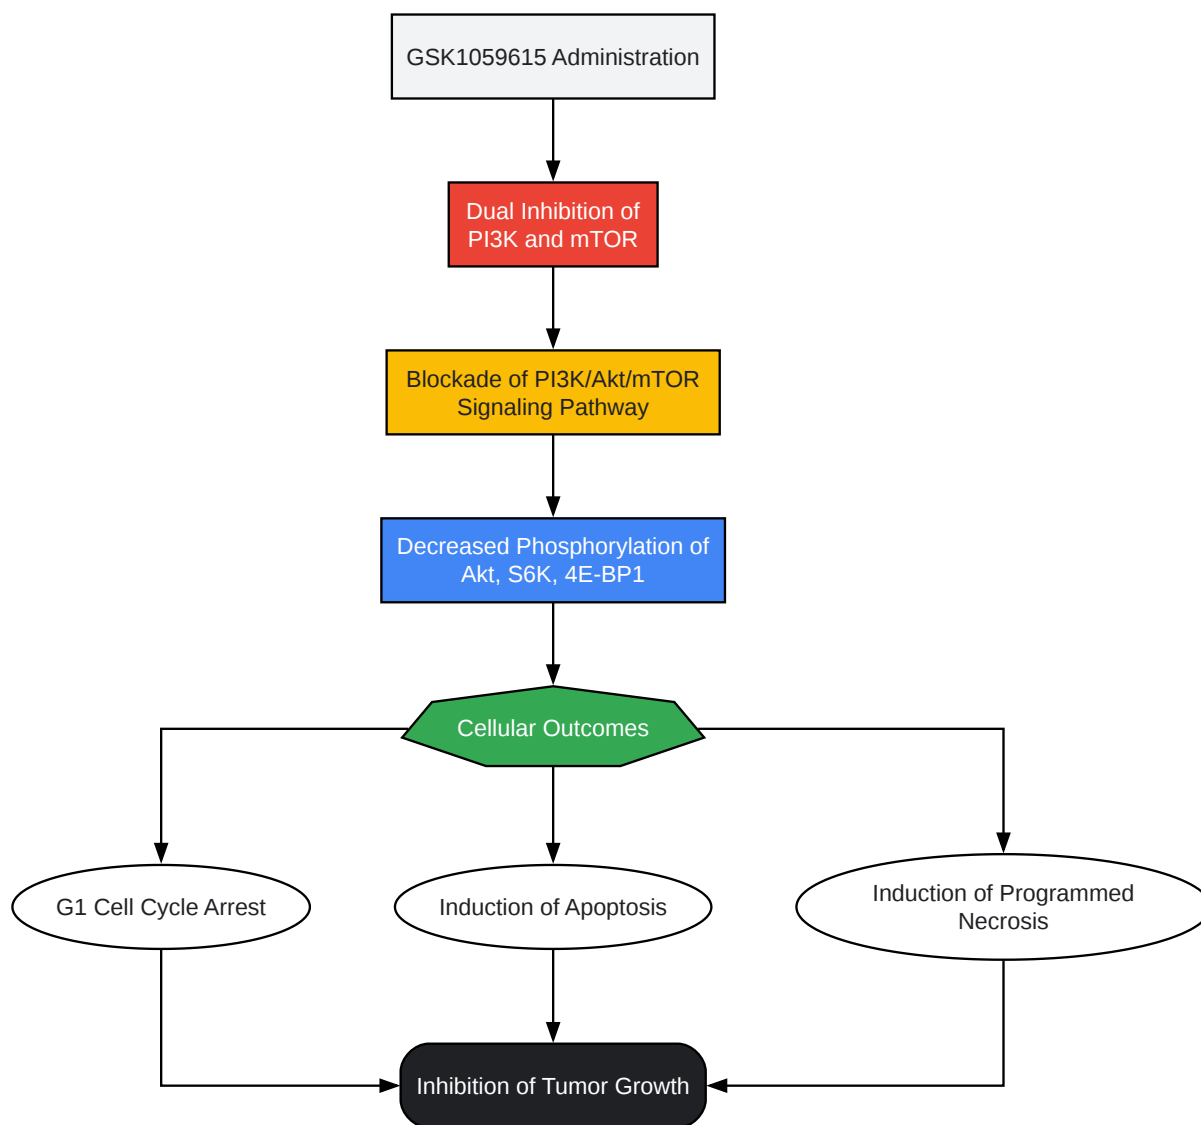 GSK1059615 Administration
Dual Inhibition of
PI3K and mTOR
Blockade of PI3K/Akt/mTOR
Signaling Pathway
Decreased Phosphorylation of
Akt, S6K, 4E-BP1
Cellular Outcomes
G1 Cell Cycle Arrest
Induction of Apoptosis
Induction of Programmed
Necrosis
Inhibition of Tumor Growth